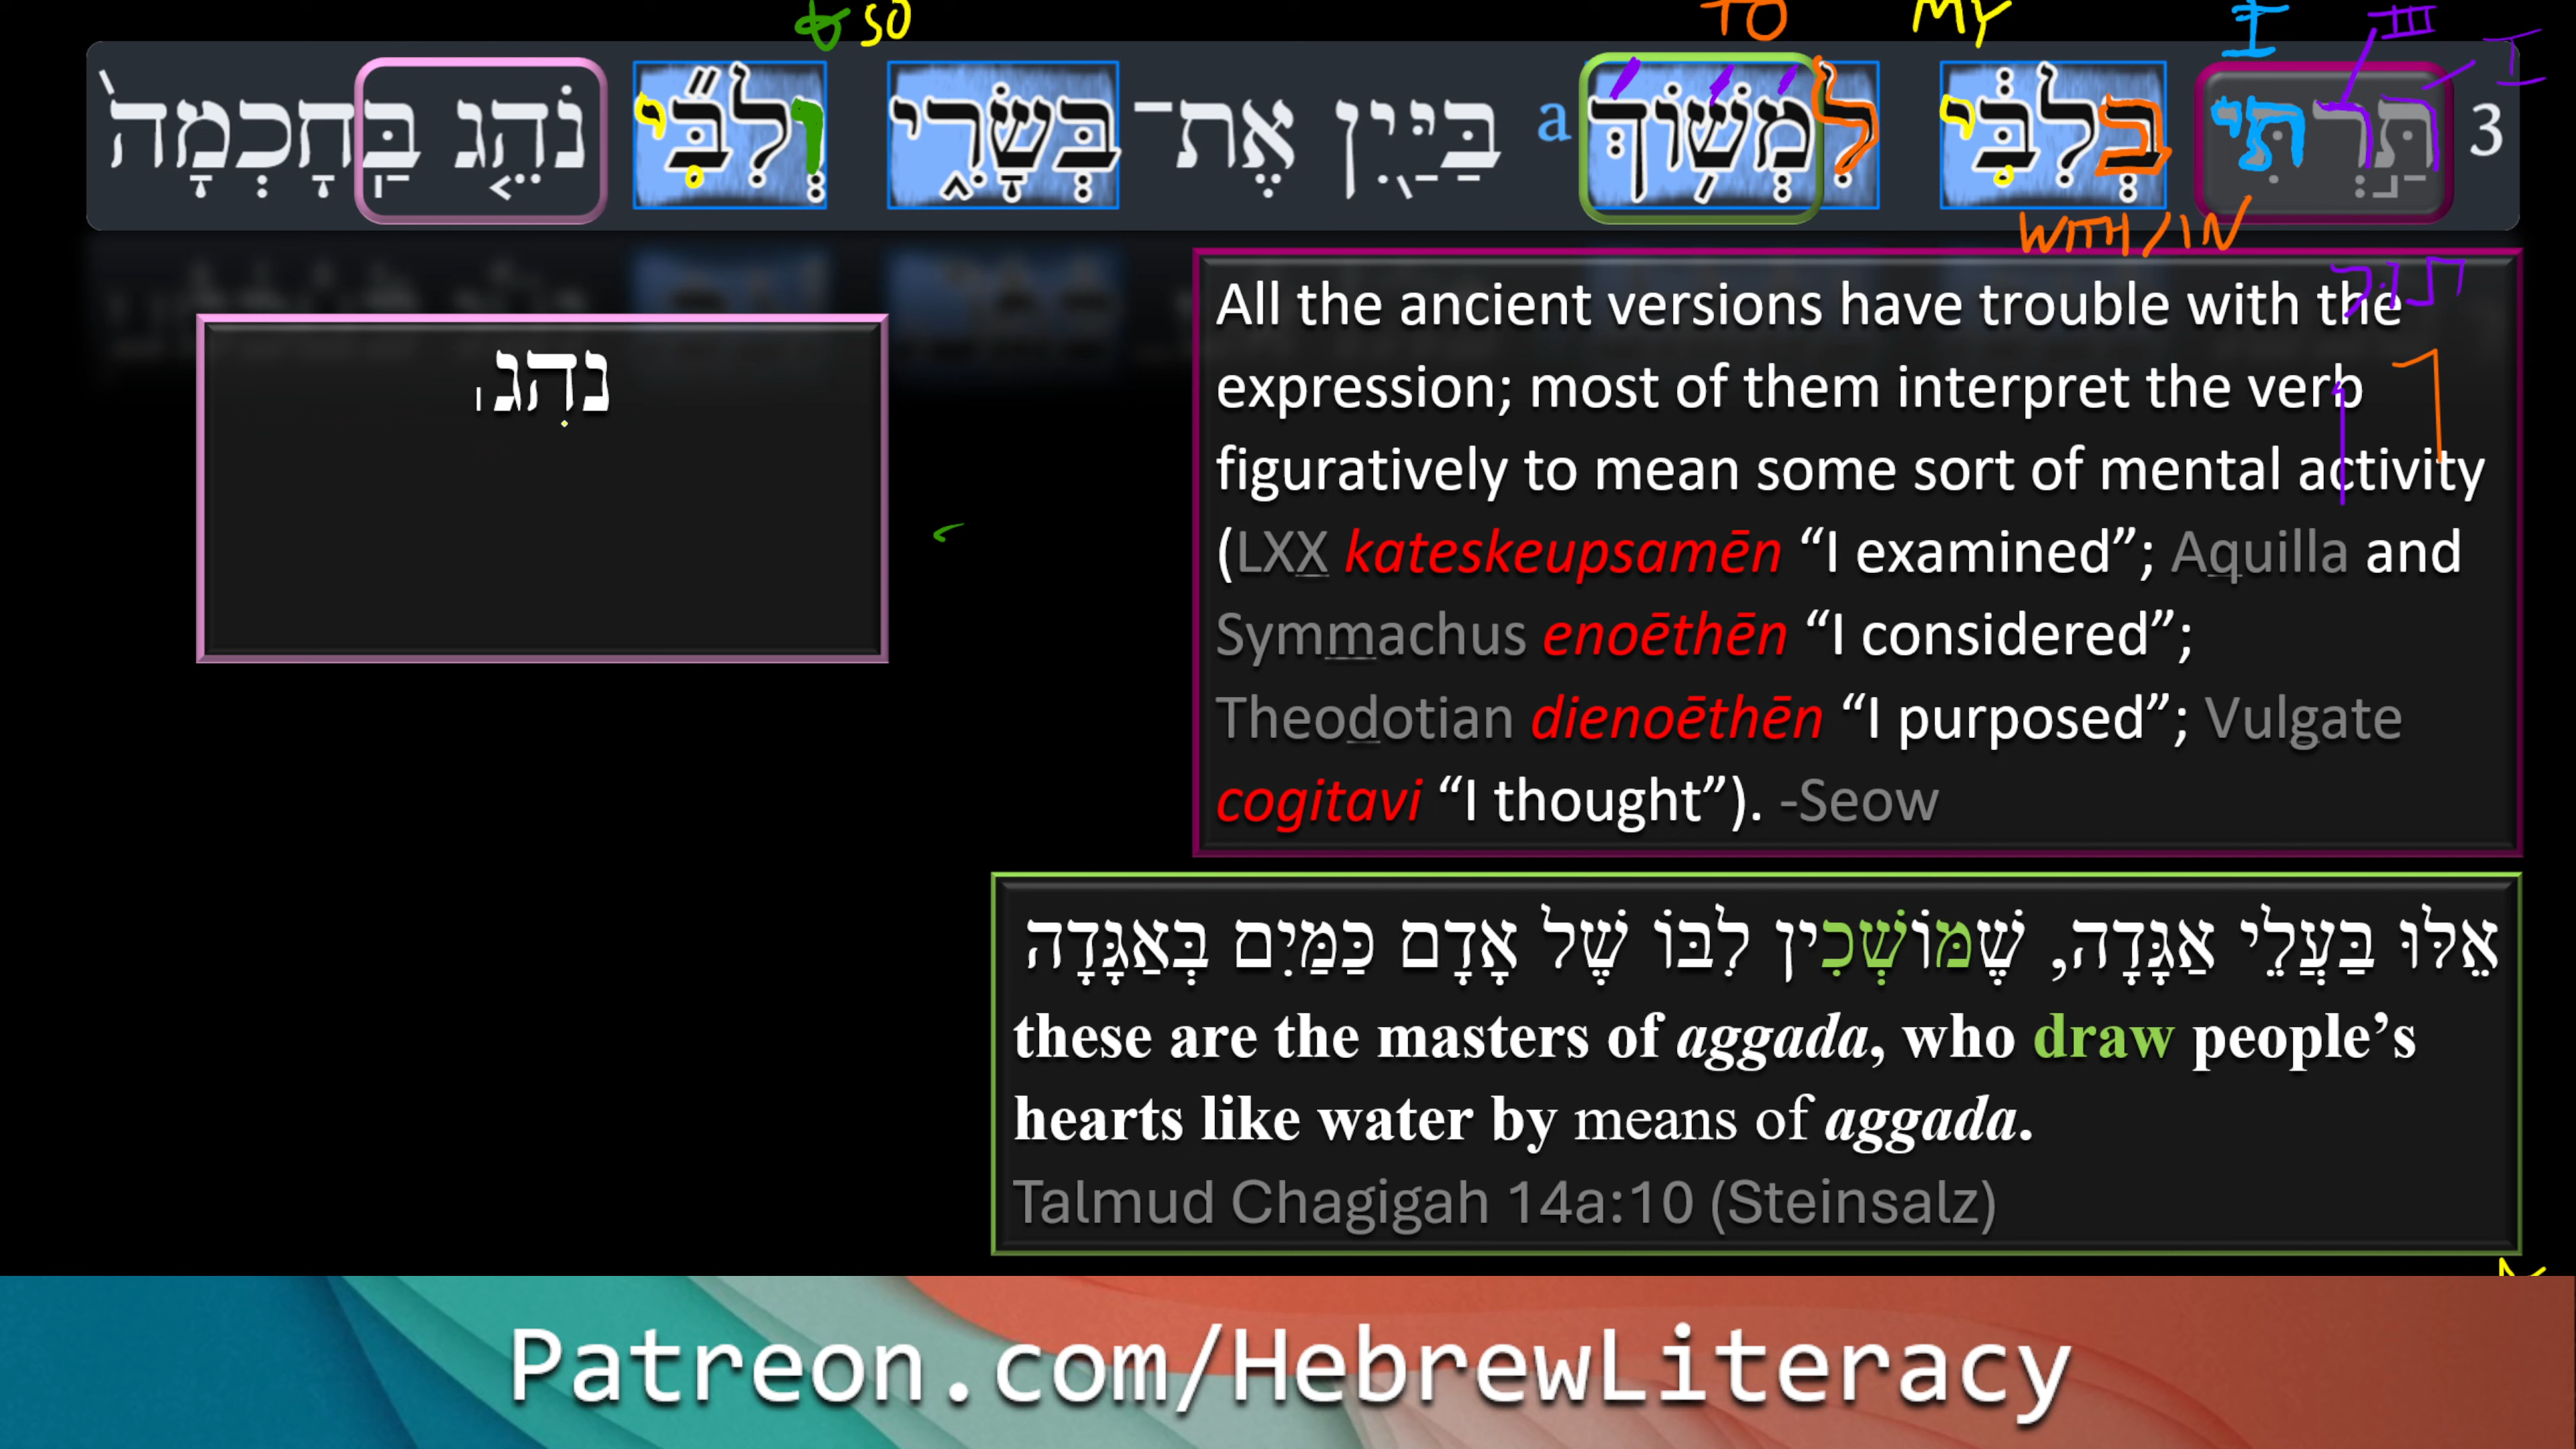 & SO TO MY I III I
3 תַּ֣רְתִּי בְלִבִּ֔י לִמְשׁ֥וֹךְ a בַּיַּ֖יִן אֶת־ בְּשָׂרִ֑י וְלִבִּ֞י נֹהֵ֤ג בַּֽחָכְמָה֙
WITH/IN
נהג
All the ancient versions have trouble with the
expression; most of them interpret the verb
figuratively to mean some sort of mental activity
(LXX kateskeupsamēn “I examined”; Aquilla and
Symmachus enoēthēn “I considered”;
Theodotian dienoēthēn “I purposed”; Vulgate
cogitavi “I thought”). -Seow
אֵלּוּ בַּעֲלֵי אַגָּדָה, שֶׁמּוֹשְׁכִין לִבּוֹ שֶׁל אָדָם כַּמַּיִם בְּאַגָּדָה
these are the masters of aggada, who draw people’s
hearts like water by means of aggada.
Talmud Chagigah 14a:10 (Steinsalz)
Patreon.com/HebrewLiteracy